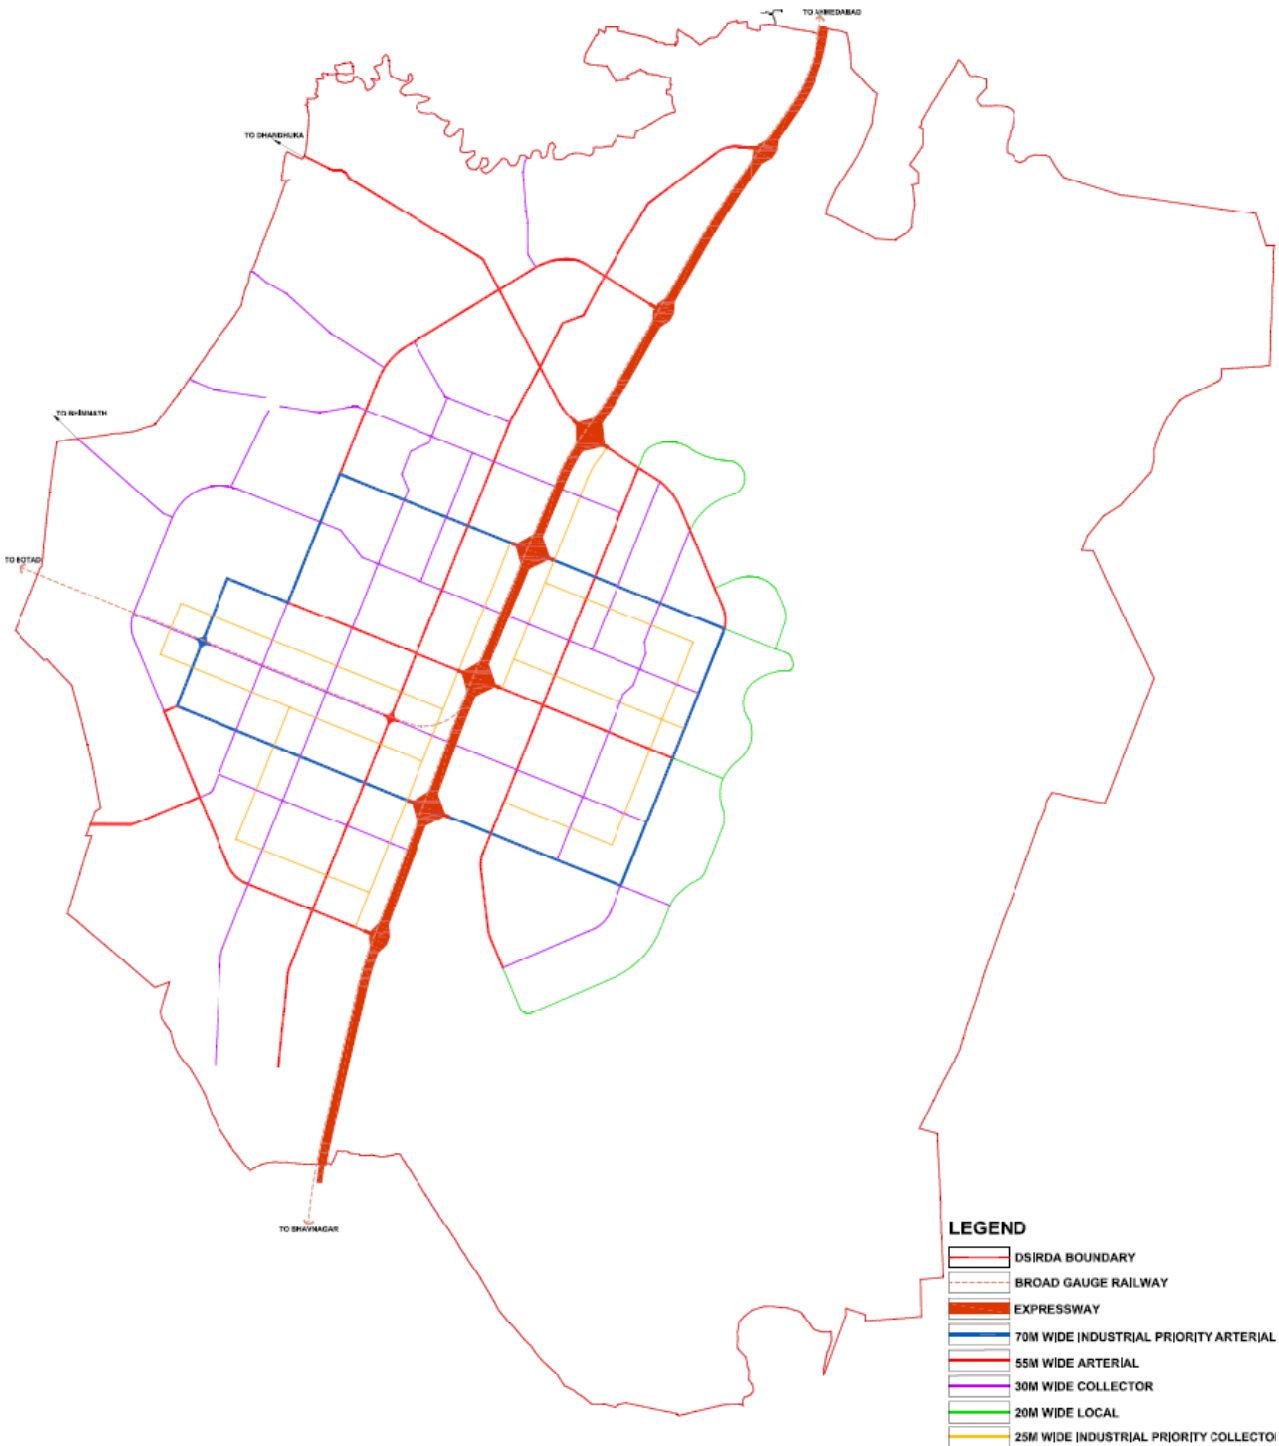 TO AHMEDABAD
TO DHANDHUKA
TO BHIMNATH
TO BOTAD
TO BHAVNAGAR
LEGEND
DSIRDA BOUNDARY
BROAD GAUGE RAILWAY
EXPRESSWAY
70M WIDE INDUSTRIAL PRIORITY ARTERIAL
55M WIDE ARTERIAL
30M WIDE COLLECTOR
20M WIDE LOCAL
25M WIDE INDUSTRIAL PRIORITY COLLECTO